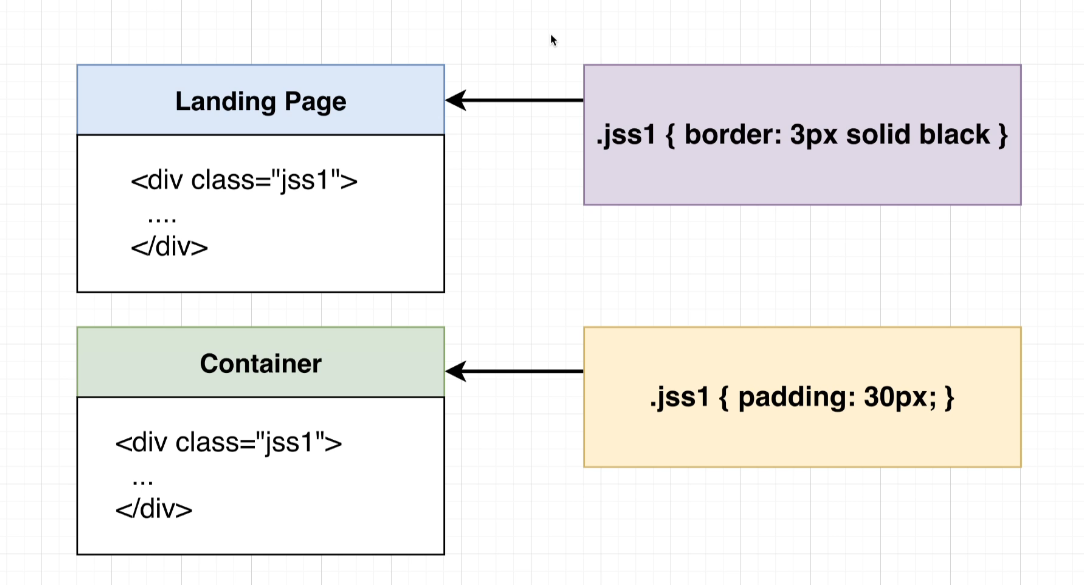 Landing Page
<div class="jss1">
....
</div>
.jss1 { border: 3px solid black }
Container
<div class="jss1">
...
</div>
.jss1 { padding: 30px; }